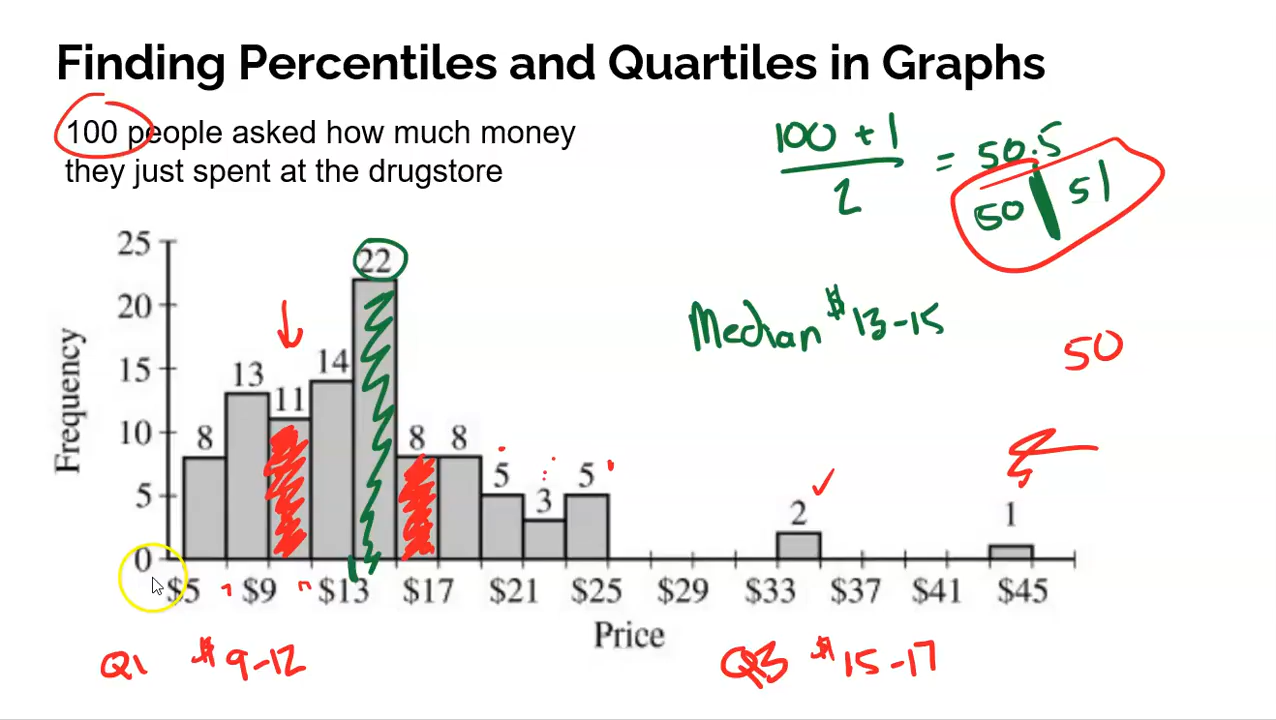 Finding Percentiles and Quartiles in Graphs
100 people asked how much money
they just spent at the drugstore
100 + 1
2
= 50.5
50 51
Median $13-15
50
Frequency
25
20
15
10
5
0
8
13
11
14
22
8
8
5
3
5
2
1
$5 $9 $13 $17 $21 $25 $29 $33 $37 $41 $45
Price
Q1 $9-12
Q3 $15-17